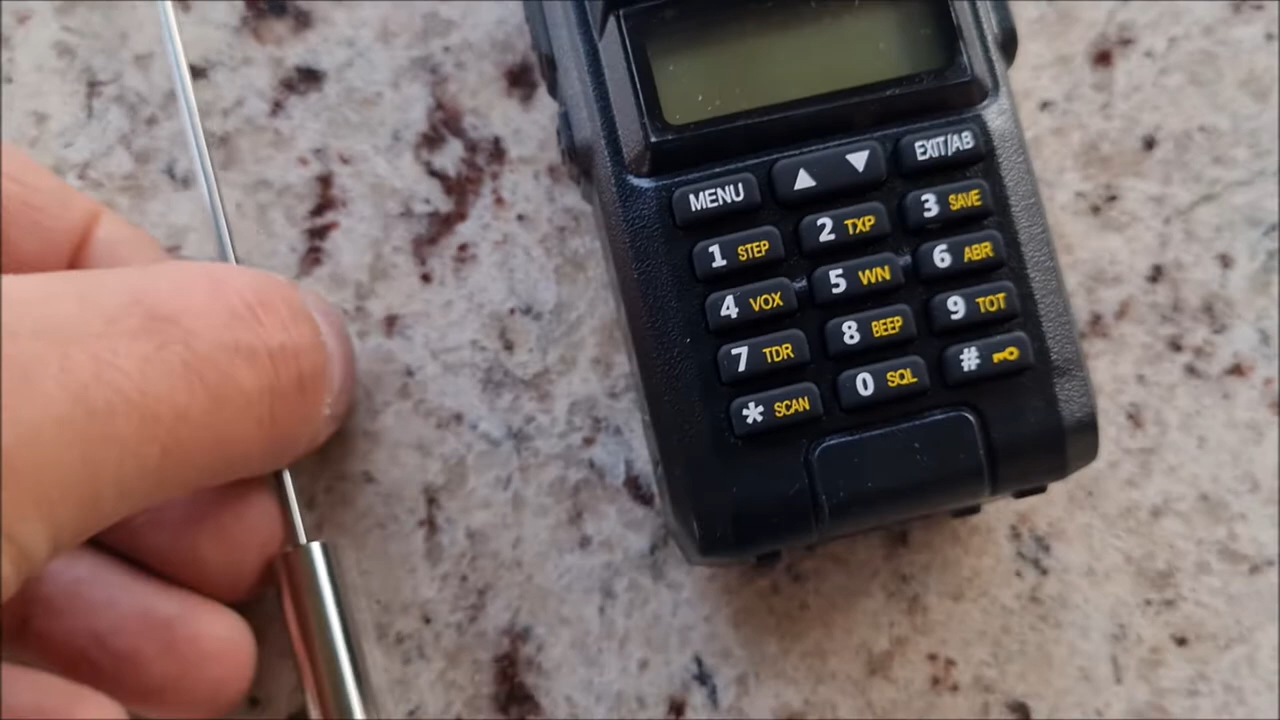 MENU ▲ ▼ EXIT/AB
1 STEP 2 TXP 3 SAVE
4 VOX 5 WN 6 ABR
7 TDR 8 BEEP 9 TOT
* SCAN 0 SQL #